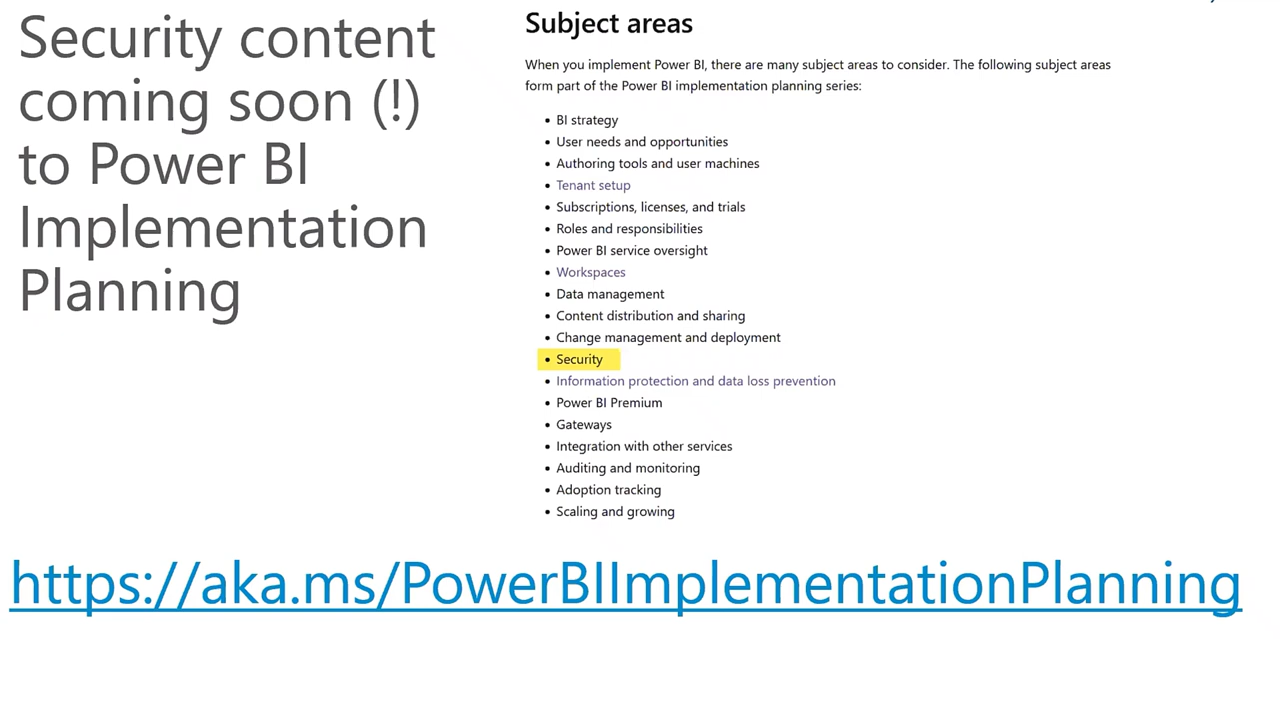 Security content
coming soon (!)
to Power BI
Implementation
Planning
Subject areas
When you implement Power BI, there are many subject areas to consider. The following subject areas
form part of the Power BI implementation planning series:
• BI strategy
• User needs and opportunities
• Authoring tools and user machines
• Tenant setup
• Subscriptions, licenses, and trials
• Roles and responsibilities
• Power BI service oversight
• Workspaces
• Data management
• Content distribution and sharing
• Change management and deployment
• Security
• Information protection and data loss prevention
• Power BI Premium
• Gateways
• Integration with other services
• Auditing and monitoring
• Adoption tracking
• Scaling and growing
https://aka.ms/PowerBIImplementationPlanning